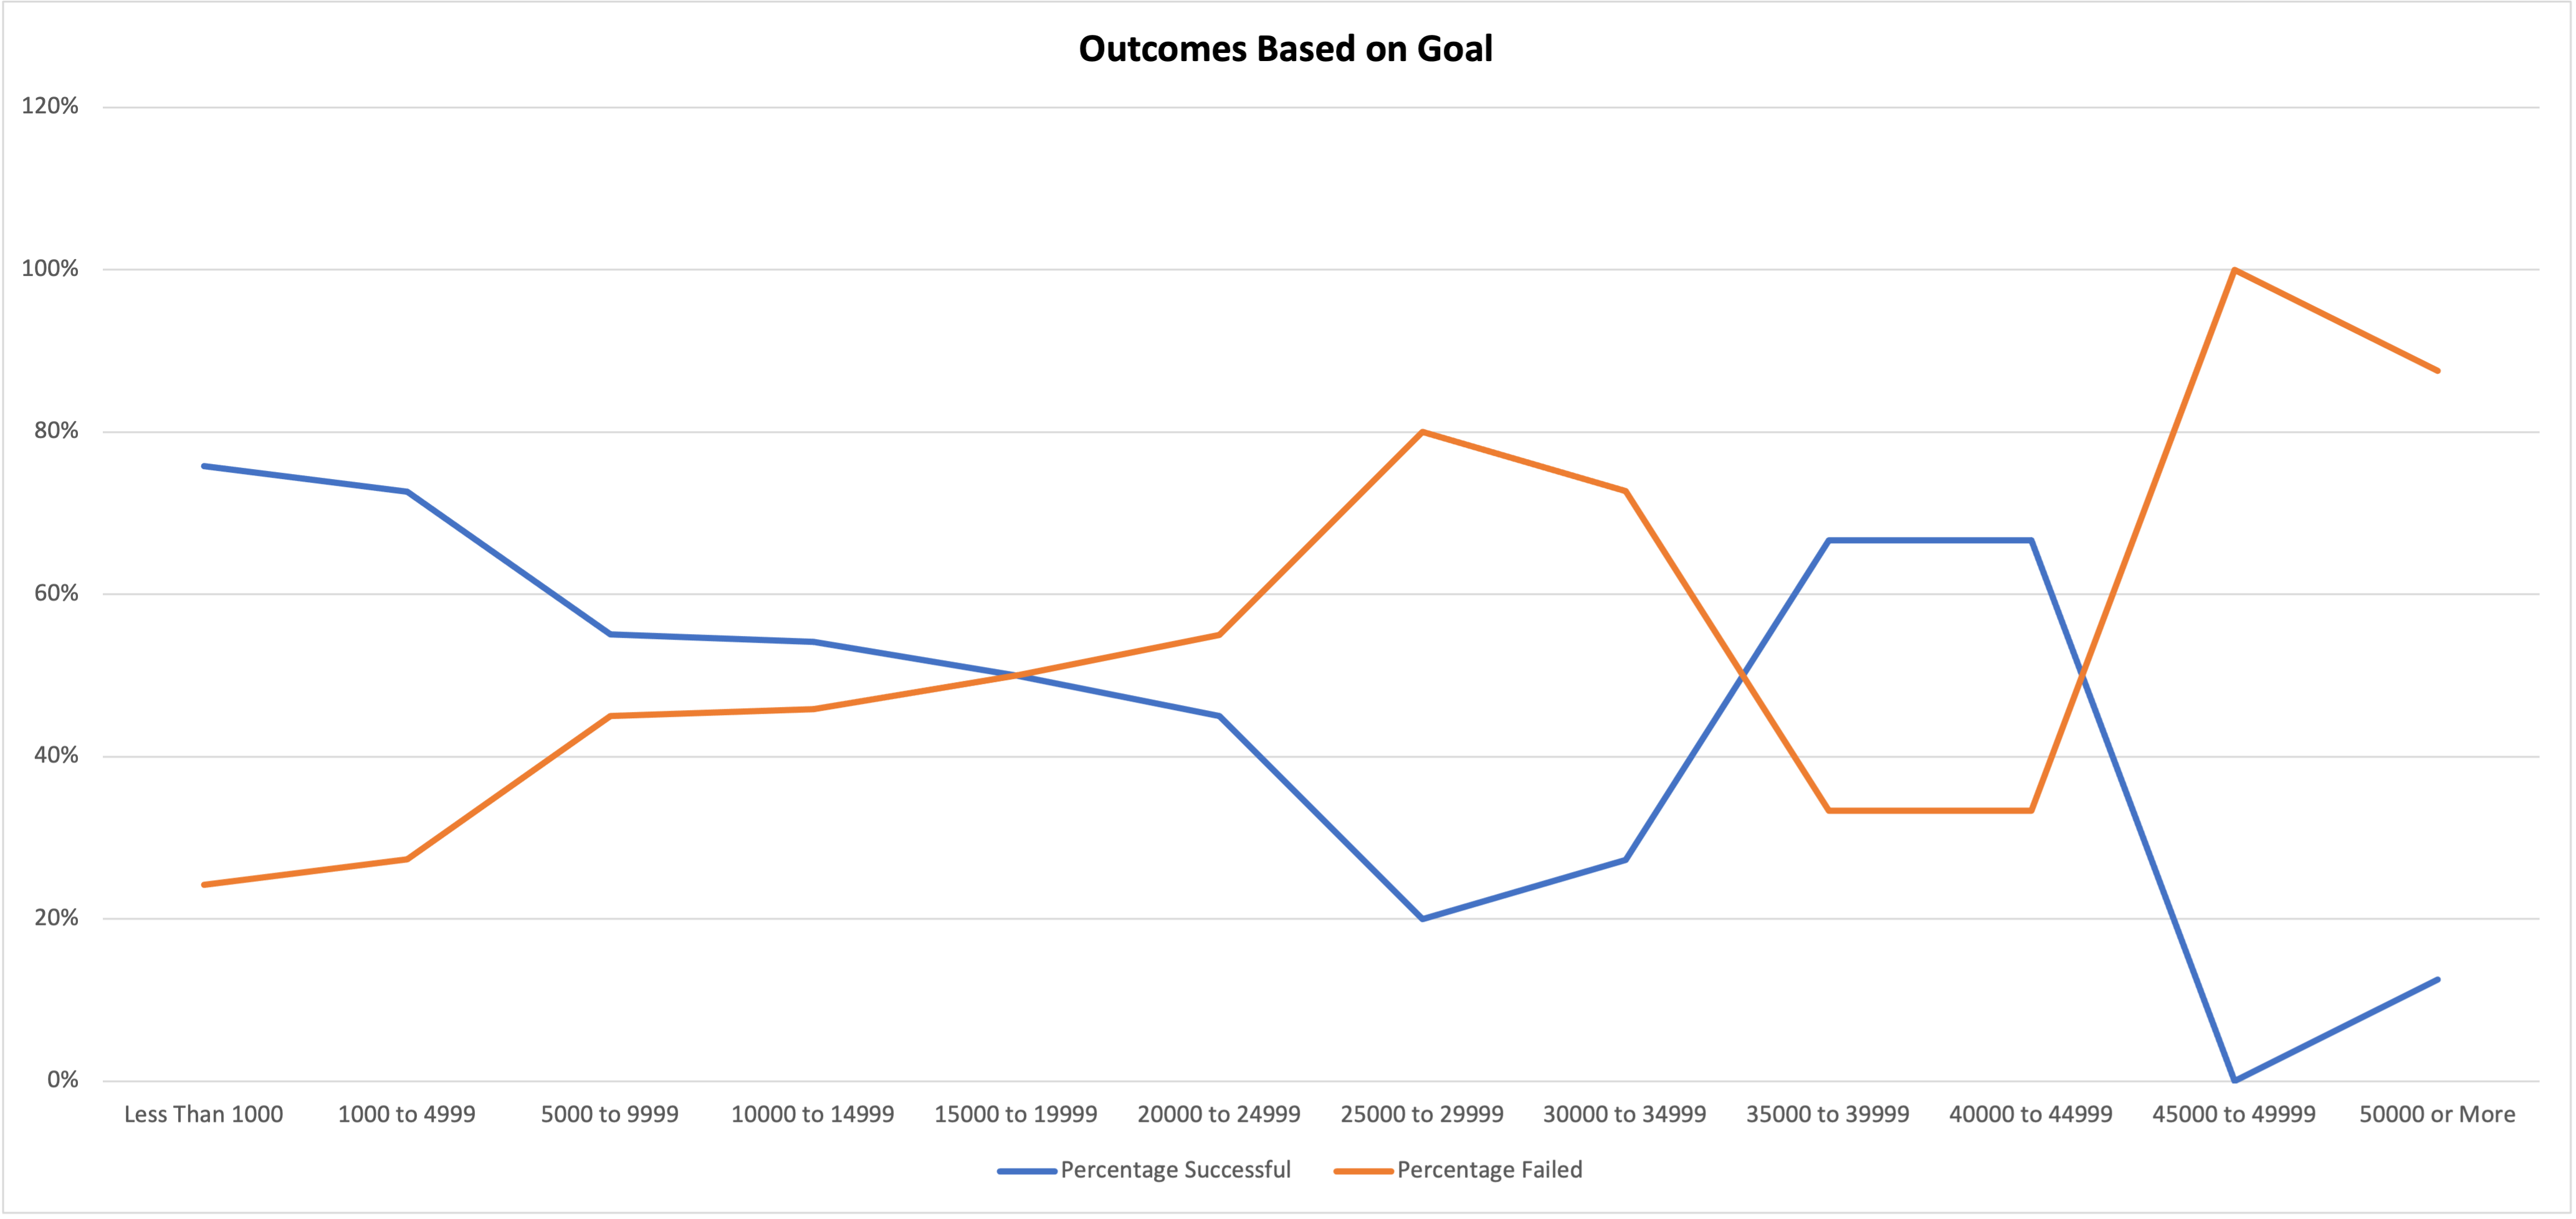 Outcomes Based on Goal
120%
100%
80%
60%
40%
20%
0%
Less Than 1000 1000 to 4999 5000 to 9999 10000 to 14999 15000 to 19999 20000 to 24999 25000 to 29999 30000 to 34999 35000 to 39999 40000 to 44999 45000 to 49999 50000 or More
Percentage Successful Percentage Failed